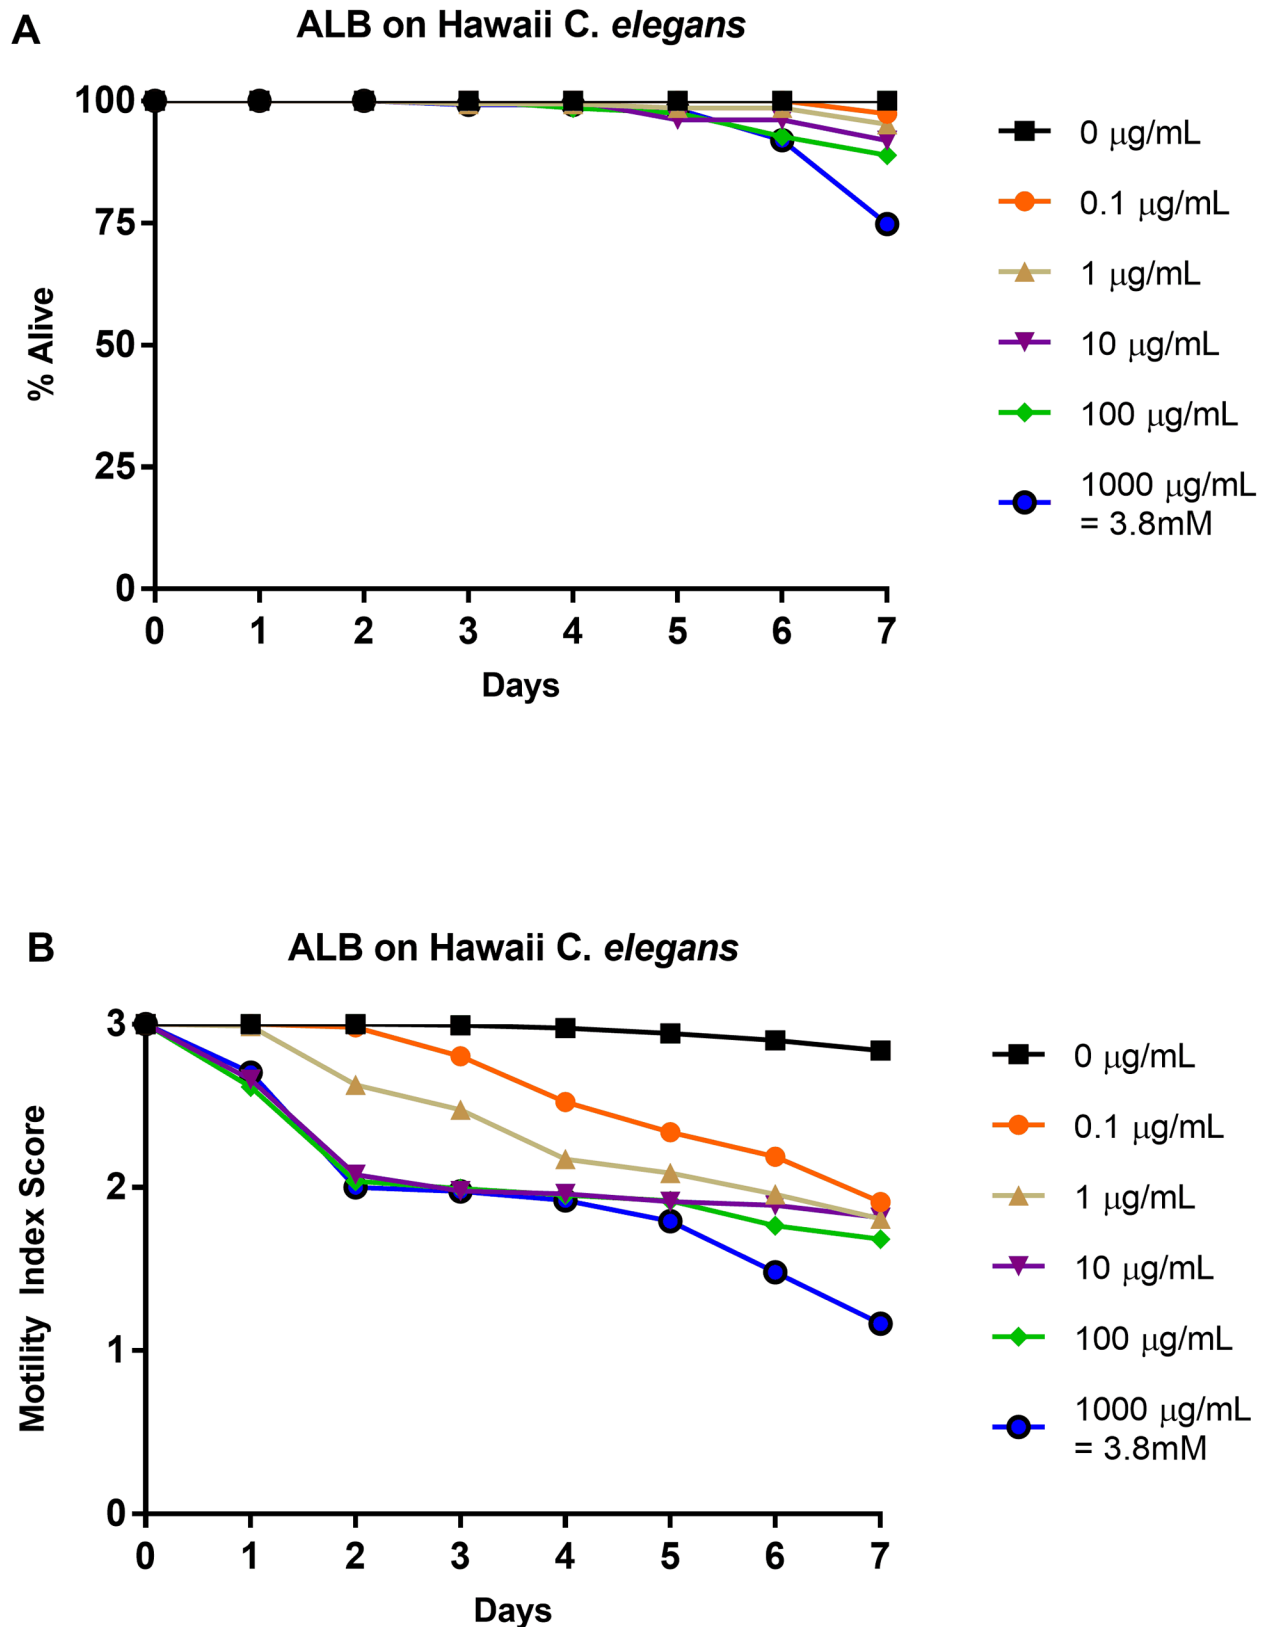 A
ALB on Hawaii C. elegans
100
75
50
25
0
% Alive
0 1 2 3 4 5 6 7
Days
0 μg/mL
0.1 μg/mL
1 μg/mL
10 μg/mL
100 μg/mL
1000 μg/mL
= 3.8mM
B
ALB on Hawaii C. elegans
3
2
1
0
Motility Index Score
0 1 2 3 4 5 6 7
Days
0 μg/mL
0.1 μg/mL
1 μg/mL
10 μg/mL
100 μg/mL
1000 μg/mL
= 3.8mM